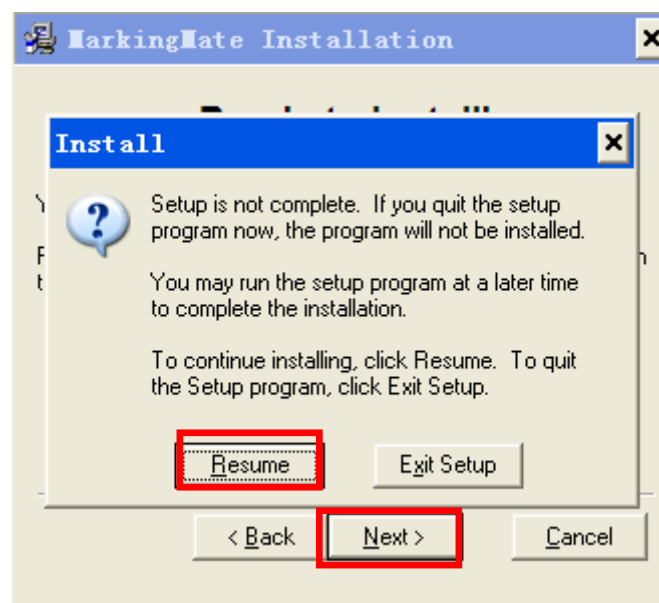 MarkingMate Installation
Install
Setup is not complete. If you quit the setup
program now, the program will not be installed.
You may run the setup program at a later time
to complete the installation.
To continue installing, click Resume. To quit
the Setup program, click Exit Setup.
Resume
Exit Setup
< Back
Next >
Cancel